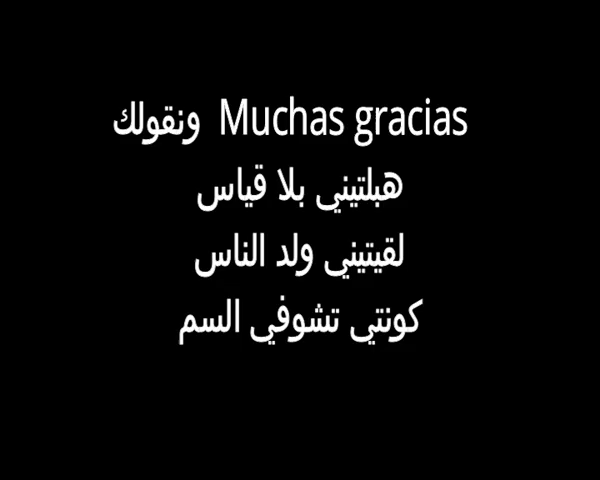 ونقولك Muchas gracias
هبلتيني بلا قياس
لقيتيني ولد الناس
كونتي تشوفي السم